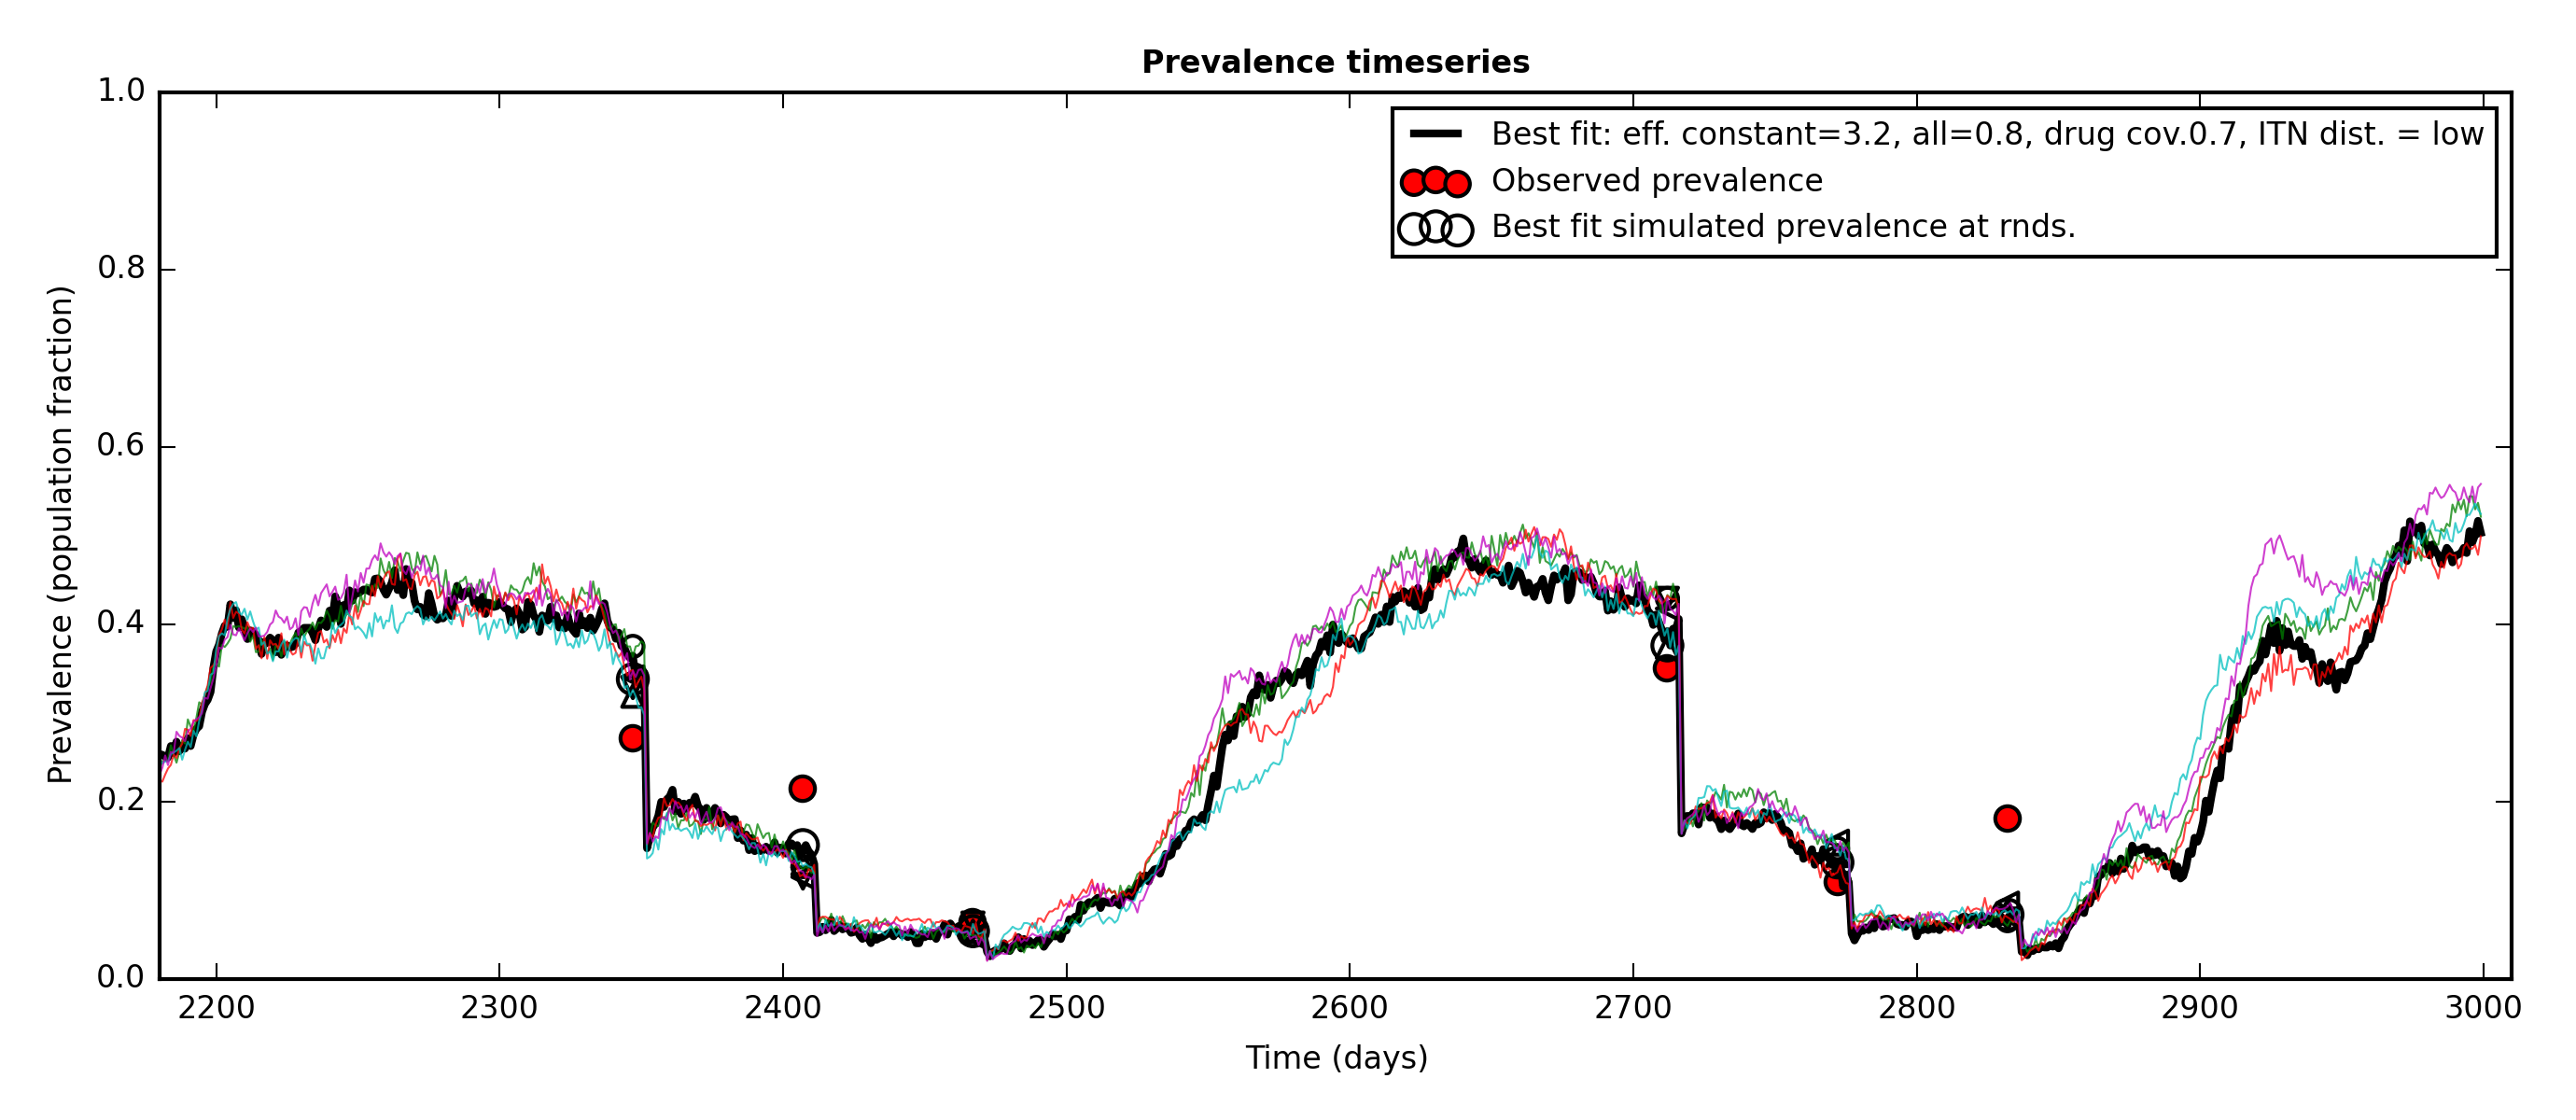 Prevalence timeseries
1.0
0.8
0.6
0.4
0.2
0.0
Prevalence (population fraction)
Best fit: eff. constant=3.2, all=0.8, drug cov.0.7, ITN dist. = low
Observed prevalence
Best fit simulated prevalence at rnds.
2200 2300 2400 2500 2600 2700 2800 2900 3000
Time (days)